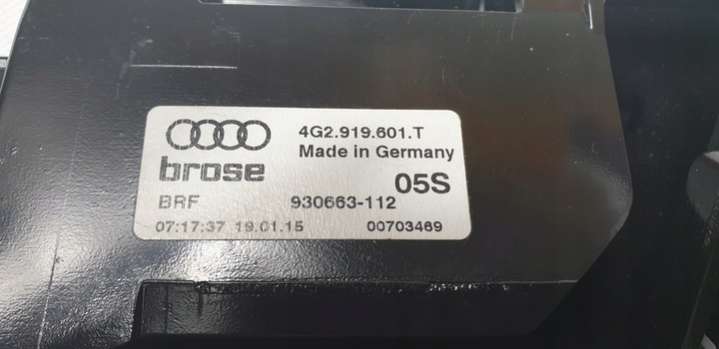 4G2.919.601.T
Made in Germany
brose
05S
BRF 930663-112
07:17:37 19.01.15 00703469